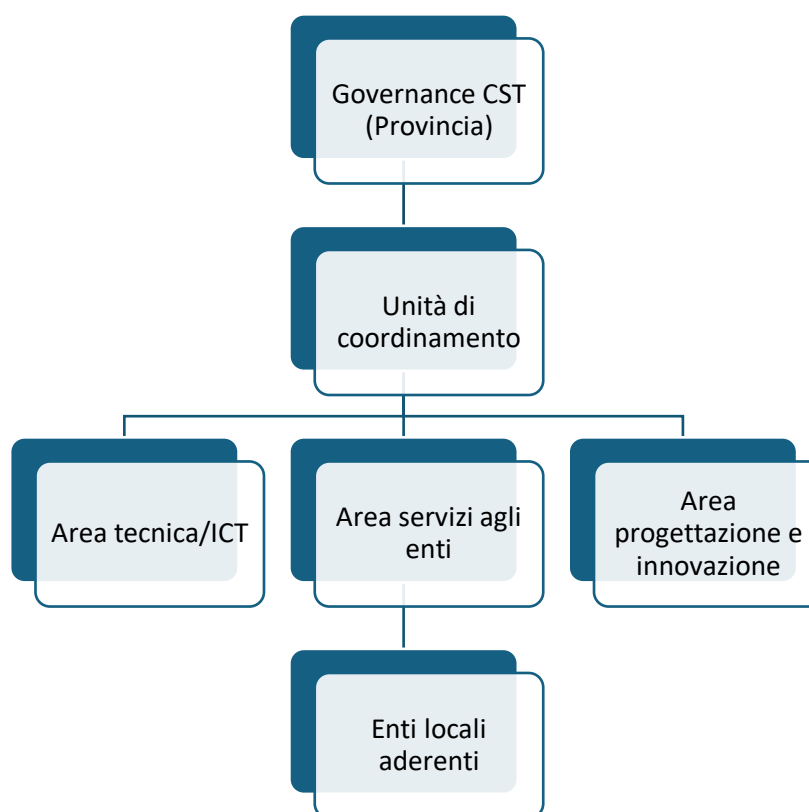 Governance CST
(Provincia)
Unità di
coordinamento
Area tecnica/ICT
Area servizi agli
enti
Area
progettazione e
innovazione
Enti locali
aderenti